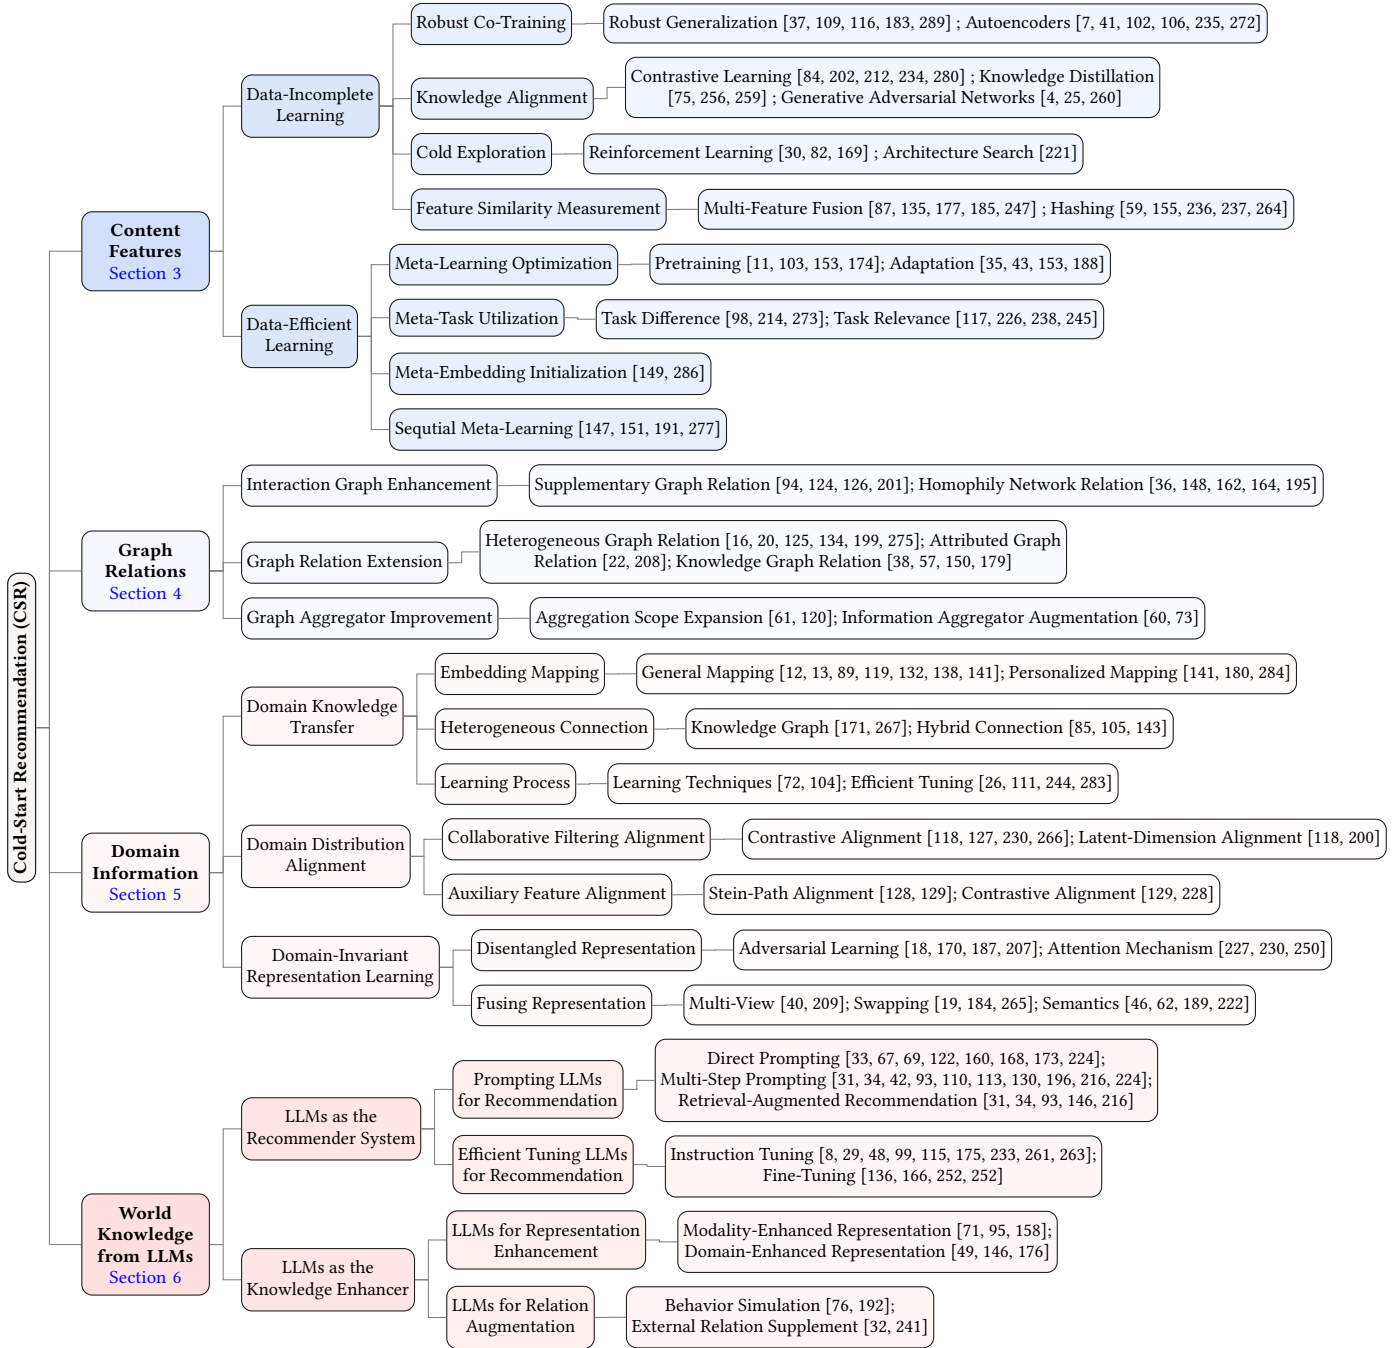 Cold-Start Recommendation (CSR)
Content
Features
Section 3
Data-Incomplete
Learning
Robust Co-Training
Robust Generalization [37, 109, 116, 183, 289] ; Autoencoders [7, 41, 102, 106, 235, 272]
Knowledge Alignment
Contrastive Learning [84, 202, 212, 234, 280] ; Knowledge Distillation
[75, 256, 259] ; Generative Adversarial Networks [4, 25, 260]
Cold Exploration
Reinforcement Learning [30, 82, 169] ; Architecture Search [221]
Feature Similarity Measurement
Multi-Feature Fusion [87, 135, 177, 185, 247] ; Hashing [59, 155, 236, 237, 264]
Data-Efficient
Learning
Meta-Learning Optimization
Pretraining [11, 103, 153, 174]; Adaptation [35, 43, 153, 188]
Meta-Task Utilization
Task Difference [98, 214, 273]; Task Relevance [117, 226, 238, 245]
Meta-Embedding Initialization [149, 286]
Sequtial Meta-Learning [147, 151, 191, 277]
Graph
Relations
Section 4
Interaction Graph Enhancement
Supplementary Graph Relation [94, 124, 126, 201]; Homophily Network Relation [36, 148, 162, 164, 195]
Graph Relation Extension
Heterogeneous Graph Relation [16, 20, 125, 134, 199, 275]; Attributed Graph
Relation [22, 208]; Knowledge Graph Relation [38, 57, 150, 179]
Graph Aggregator Improvement
Aggregation Scope Expansion [61, 120]; Information Aggregator Augmentation [60, 73]
Domain
Information
Section 5
Domain Knowledge
Transfer
Embedding Mapping
General Mapping [12, 13, 89, 119, 132, 138, 141]; Personalized Mapping [141, 180, 284]
Heterogeneous Connection
Knowledge Graph [171, 267]; Hybrid Connection [85, 105, 143]
Learning Process
Learning Techniques [72, 104]; Efficient Tuning [26, 111, 244, 283]
Domain Distribution
Alignment
Collaborative Filtering Alignment
Contrastive Alignment [118, 127, 230, 266]; Latent-Dimension Alignment [118, 200]
Auxiliary Feature Alignment
Stein-Path Alignment [128, 129]; Contrastive Alignment [129, 228]
Domain-Invariant
Representation Learning
Disentangled Representation
Adversarial Learning [18, 170, 187, 207]; Attention Mechanism [227, 230, 250]
Fusing Representation
Multi-View [40, 209]; Swapping [19, 184, 265]; Semantics [46, 62, 189, 222]
World
Knowledge
from LLMs
Section 6
LLMs as the
Recommender System
Prompting LLMs
for Recommendation
Direct Prompting [33, 67, 69, 122, 160, 168, 173, 224];
Multi-Step Prompting [31, 34, 42, 93, 110, 113, 130, 196, 216, 224];
Retrieval-Augmented Recommendation [31, 34, 93, 146, 216]
Efficient Tuning LLMs
for Recommendation
Instruction Tuning [8, 29, 48, 99, 115, 175, 233, 261, 263];
Fine-Tuning [136, 166, 252, 252]
LLMs as the
Knowledge Enhancer
LLMs for Representation
Enhancement
Modality-Enhanced Representation [71, 95, 158];
Domain-Enhanced Representation [49, 146, 176]
LLMs for Relation
Augmentation
Behavior Simulation [76, 192];
External Relation Supplement [32, 241]